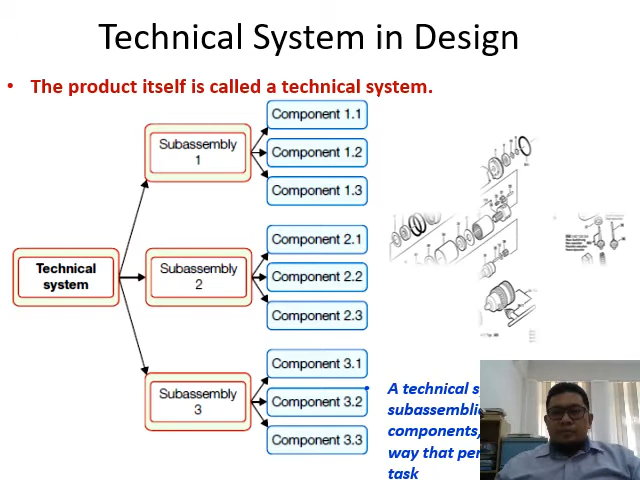 Technical System in Design
• The product itself is called a technical system.
Technical system
Subassembly 1
Component 1.1
Component 1.2
Component 1.3
Subassembly 2
Component 2.1
Component 2.2
Component 2.3
Subassembly 3
Component 3.1
Component 3.2
Component 3.3
• A technical
components,
way that
task